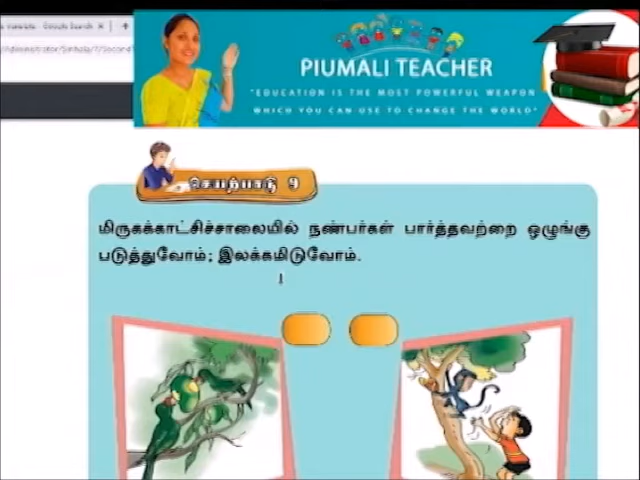 PIUMALI TEACHER
"EDUCATION IS THE MOST POWERFUL WEAPON
WHICH YOU CAN USE TO CHANGE THE WORLD"
செயற்பாடு 9
மிருகக்காட்சிச்சாலையில் நண்பர்கள் பார்த்தவற்றை ஒழுங்கு
படுத்துவோம்; இலக்கமிடுவோம்.